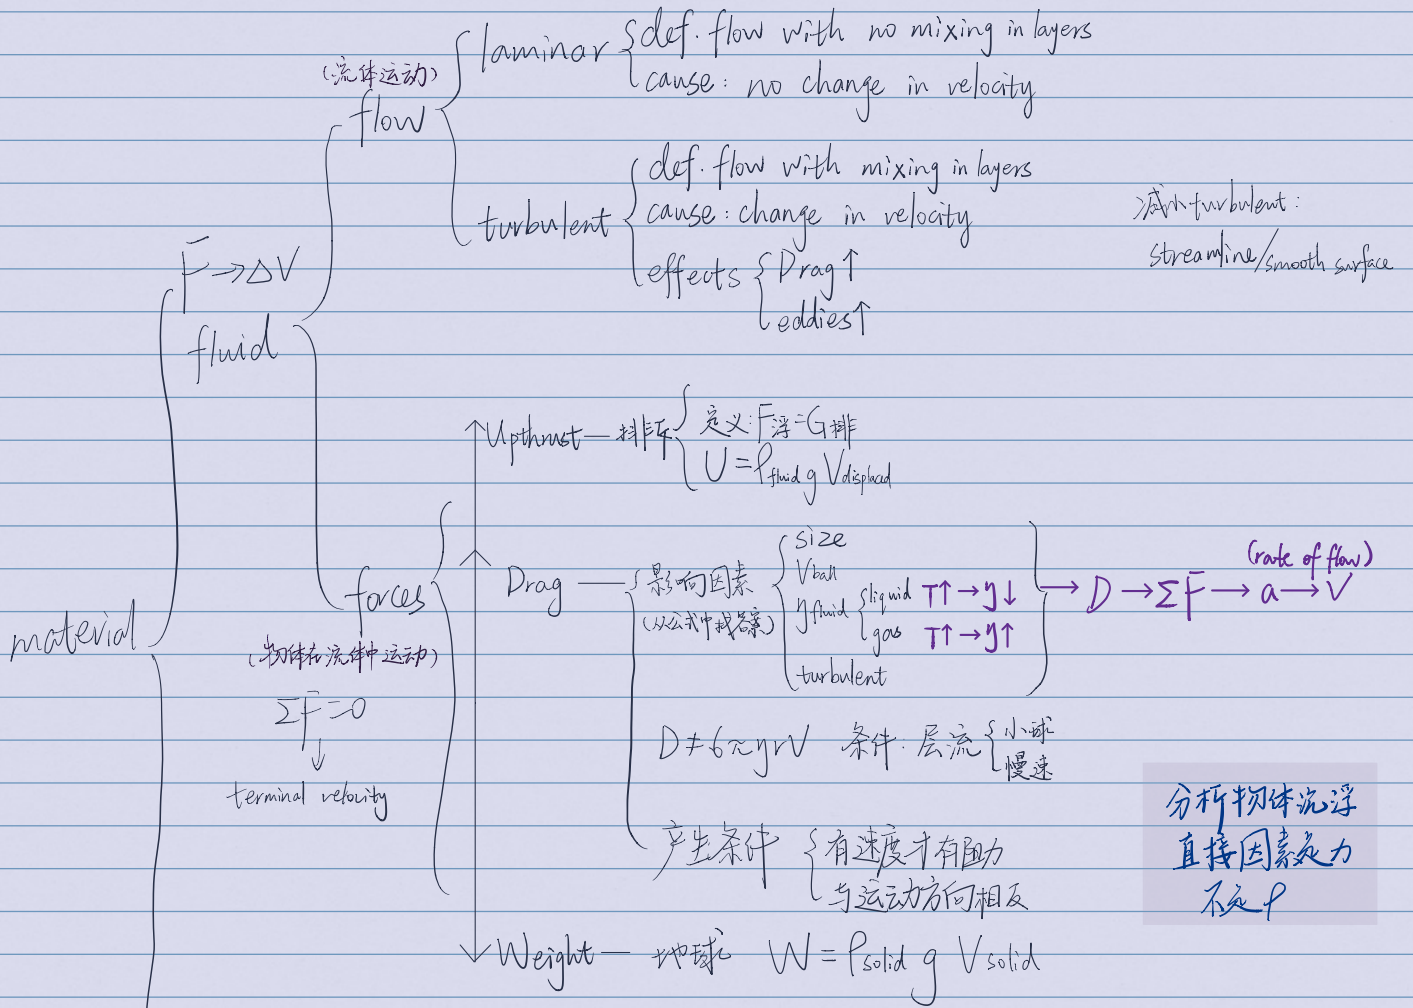 laminar
def. flow with no mixing in layers
cause: no change in velocity
(流体运动)
flow
turbulent
def. flow with mixing in layers
cause: change in velocity
effects
Drag↑
eddies↑
减小turbulent:
streamline/smooth surface
F→ΔV
fluid
material
forces
(物体在流体中运动)
ΣF=0
↓
terminal velocity
Upthrust—排开
定义:F浮=G排
U=ρfluid g Vdisplaced
Drag
影响因素
(从公式中找答案)
size
Vball
ηfluid
liquid T↑→η↓
gas T↑→η↑
turbulent
→D→ΣF→a→V
(rate of flow)
D≠6πηrV 条件:层流
小球
慢速
产生条件
有速度才有阻力
与运动方向相反
Weight—地球 W=ρsolid g Vsolid
分析物体沉浮
直接因素是力
不是ρ